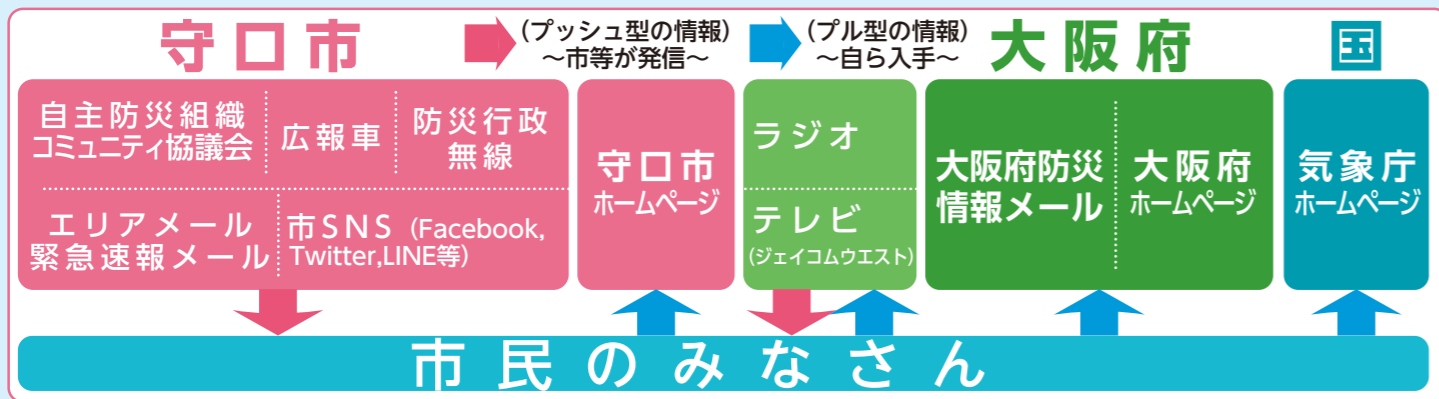 守口市
(プッシュ型の情報)
~市等が発信~
(プル型の情報)
~自ら入手~
大阪府
国
自主防災組織
コミュニティ協議会
広報車
防災行政
無線
エリアメール
緊急速報メール
市SNS (Facebook,
Twitter,LINE等)
守口市
ホームページ
ラジオ
テレビ
(ジェイコムウエスト)
大阪府防災
情報メール
大阪府
ホームページ
気象庁
ホームページ
市民のみなさん